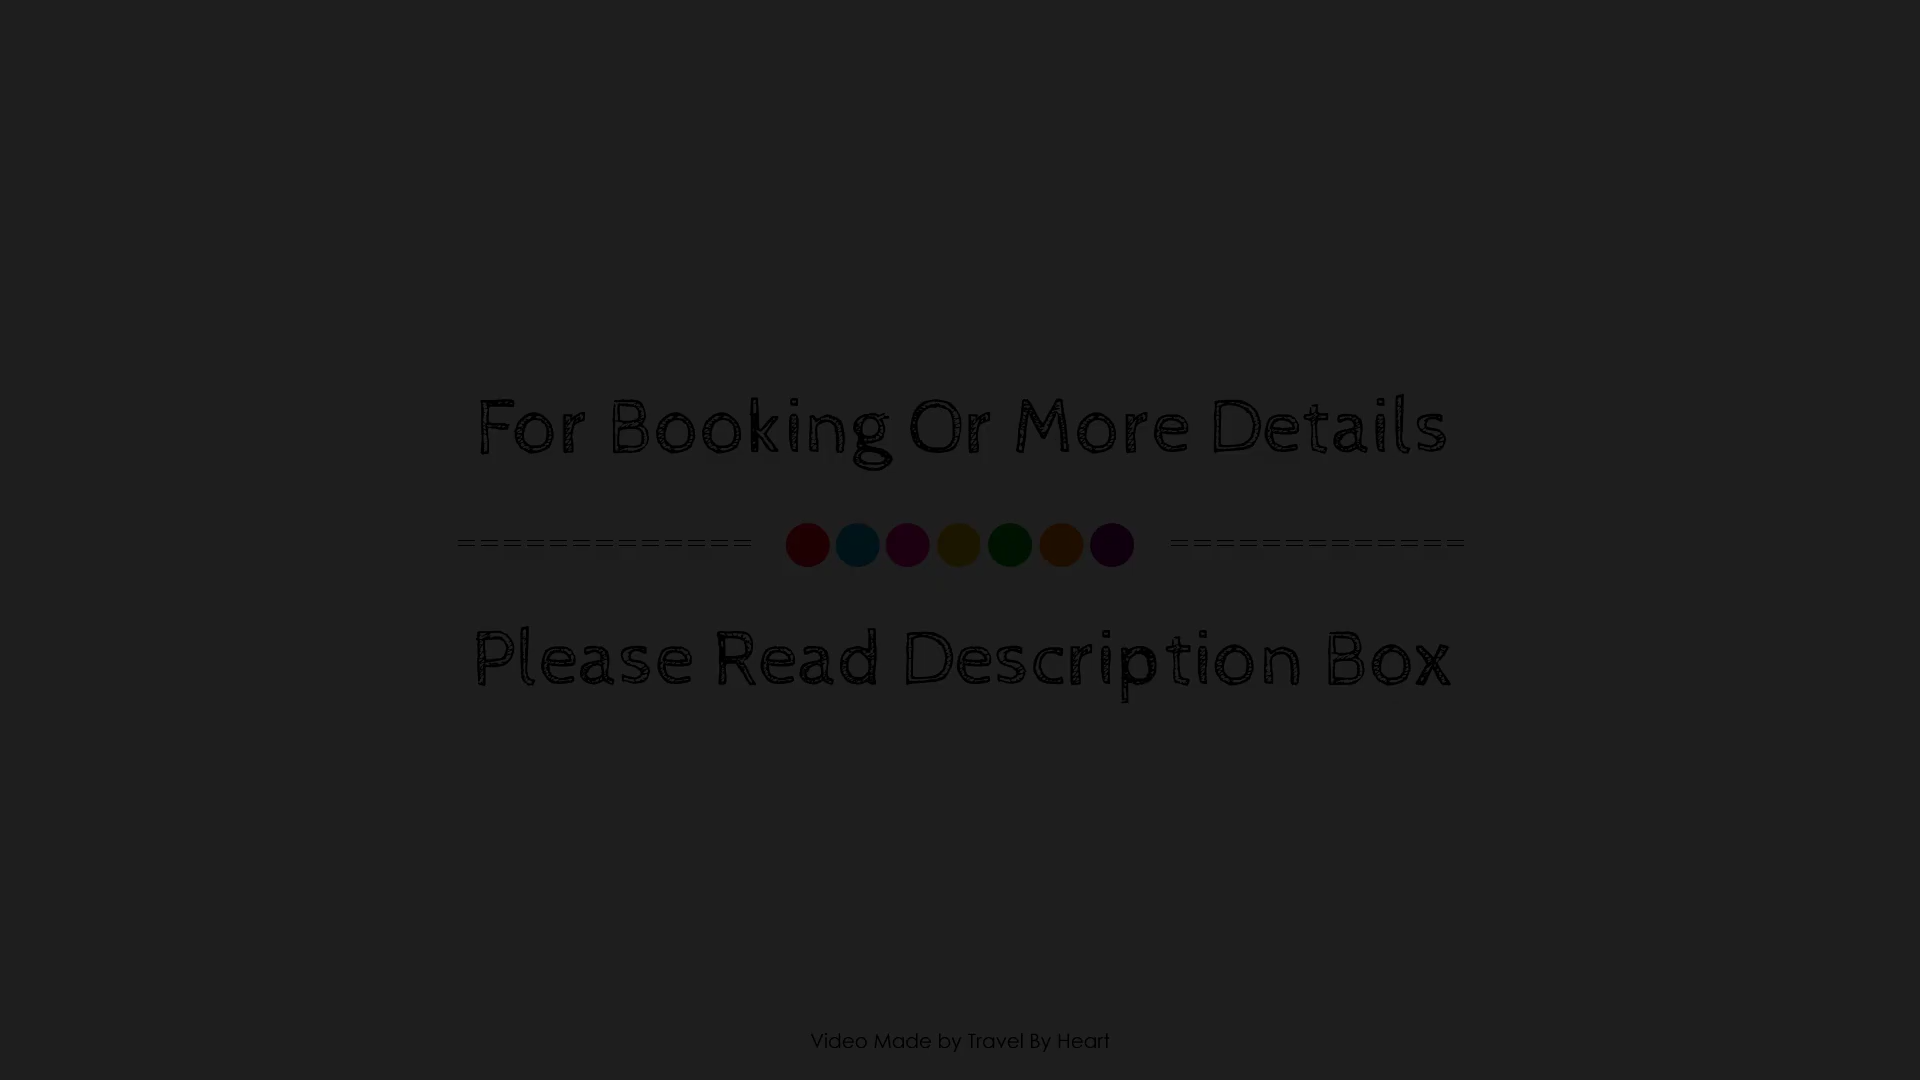 For Booking Or More Details
============= =============
Please Read Description Box
Video Made by Travel By Heart